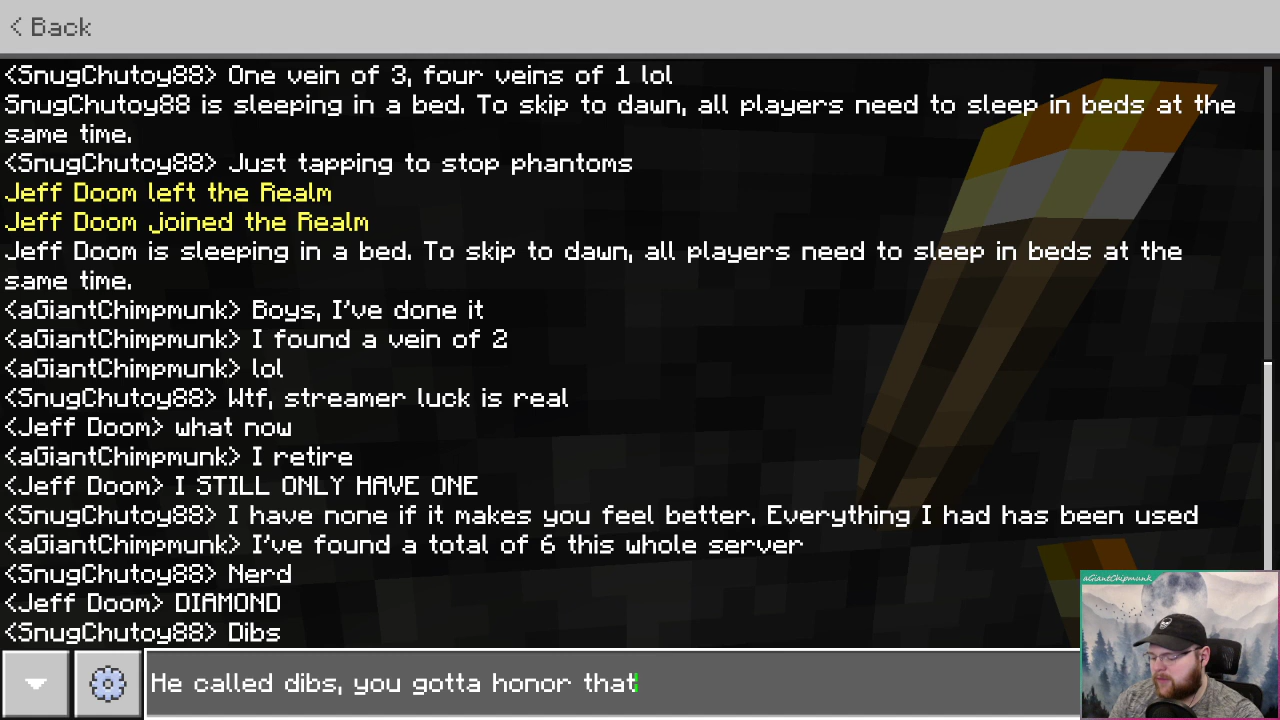 < Back
<SnugChutoy88> One vein of 3, four veins of 1 lol
SnugChutoy88 is sleeping in a bed. To skip to dawn, all players need to sleep in beds at the
same time.
<SnugChutoy88> Just tapping to stop phantoms
Jeff Doom left the Realm
Jeff Doom joined the Realm
Jeff Doom is sleeping in a bed. To skip to dawn, all players need to sleep in beds at the
same time.
<aGiantChimpmunk> Boys, I've done it
<aGiantChimpmunk> I found a vein of 2
<aGiantChimpmunk> lol
<SnugChutoy88> Wtf, streamer luck is real
<Jeff Doom> what now
<aGiantChimpmunk> I retire
<Jeff Doom> I STILL ONLY HAVE ONE
<SnugChutoy88> I have none if it makes you feel better. Everything I had has been used
<aGiantChimpmunk> I've found a total of 6 this whole server
<SnugChutoy88> Nerd
<Jeff Doom> DIAMOND
<SnugChutoy88> Dibs
He called dibs, you gotta honor that
aGiantChipmunk